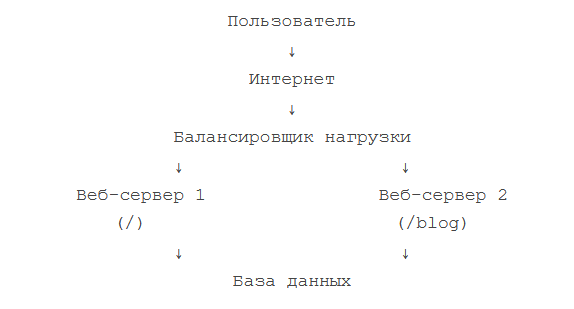 Пользователь
↓
Интернет
↓
Балансировщик нагрузки
↓ ↓
Веб-сервер 1 Веб-сервер 2
(/) (/blog)
↓ ↓
База данных